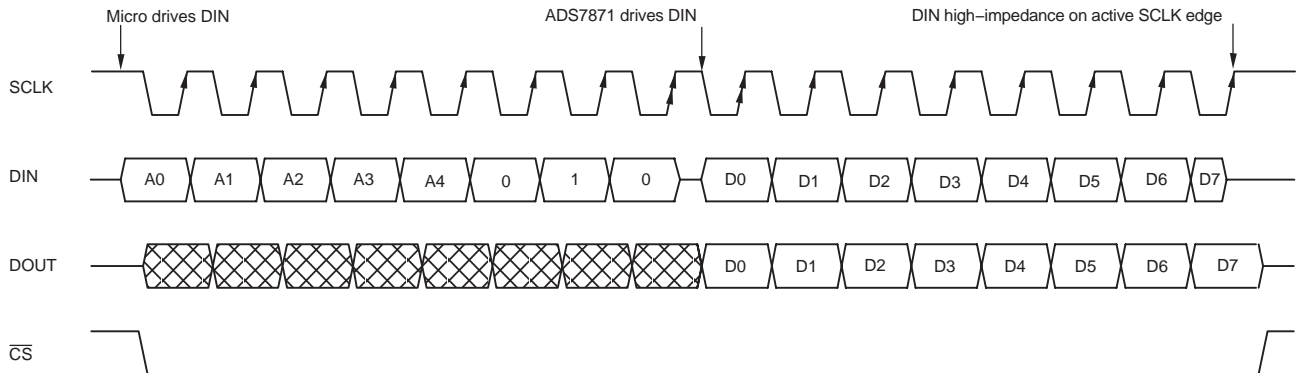 Micro drives DIN ADS7871 drives DIN DIN high–impedance on active SCLK edge
SCLK
DIN A0 A1 A2 A3 A4 0 1 0 D0 D1 D2 D3 D4 D5 D6 D7
DOUT D0 D1 D2 D3 D4 D5 D6 D7
CS